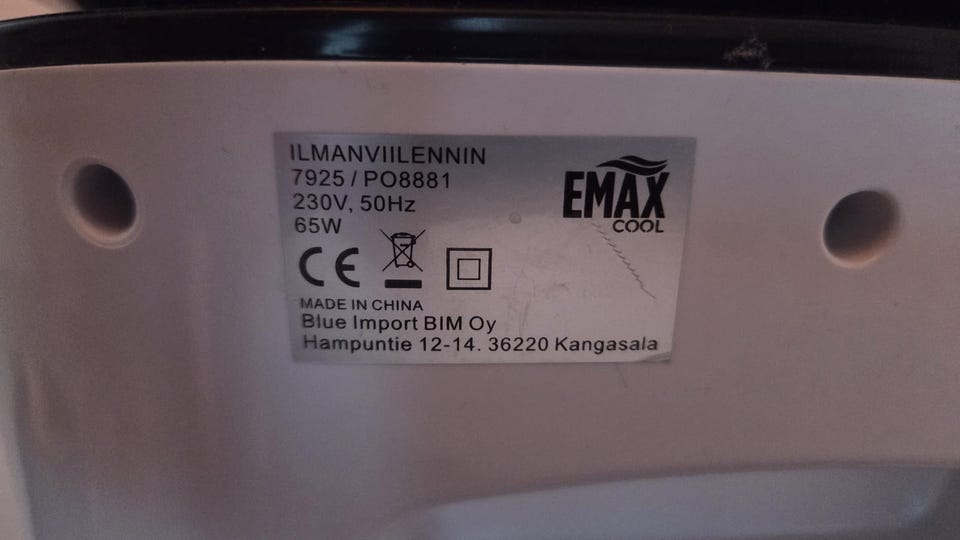 ILMANVIILENNIN
7925 / PO8881
230V, 50Hz
65W
EMAX
COOL
CE
MADE IN CHINA
Blue Import BIM Oy
Hampuntie 12-14. 36220 Kangasala